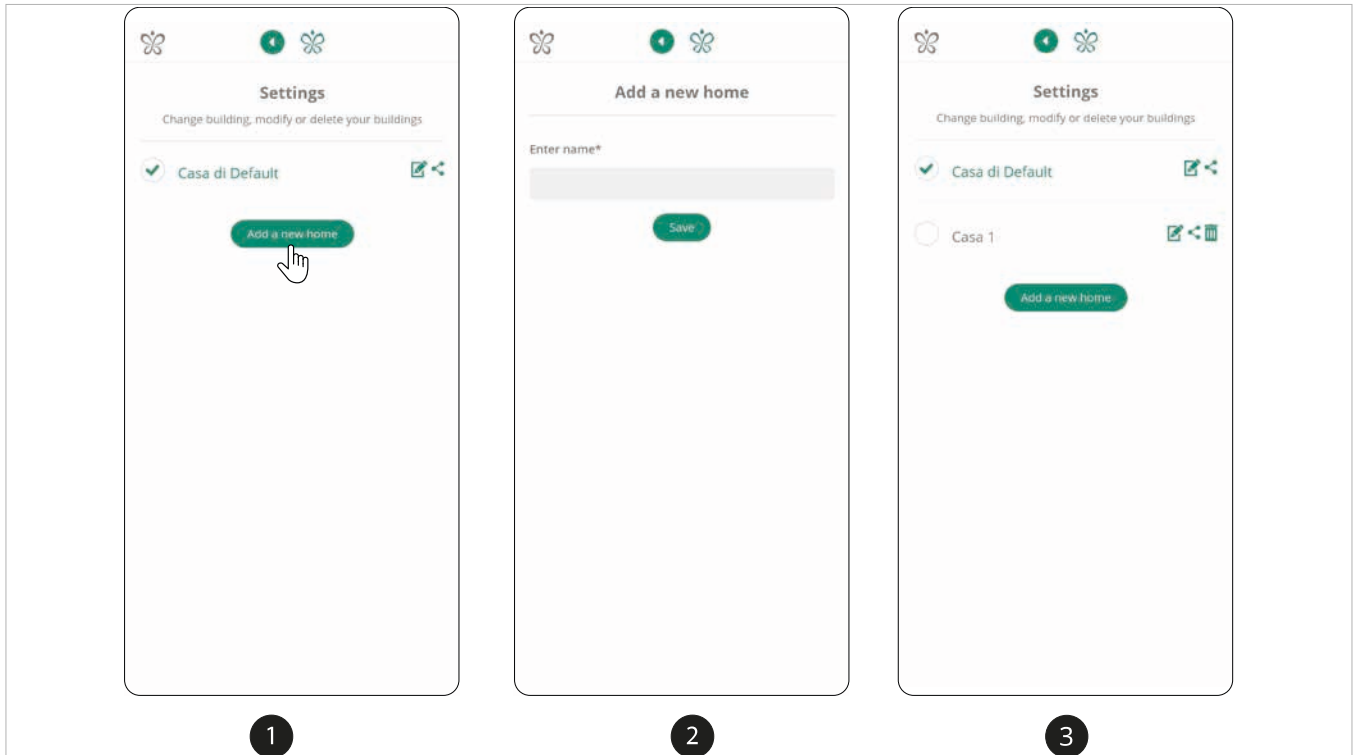 Settings
Change building, modify or delete your buildings
Casa di Default
Add a new home
1
Add a new home
Enter name*
Save
2
Settings
Change building, modify or delete your buildings
Casa di Default
Casa 1
Add a new home
3